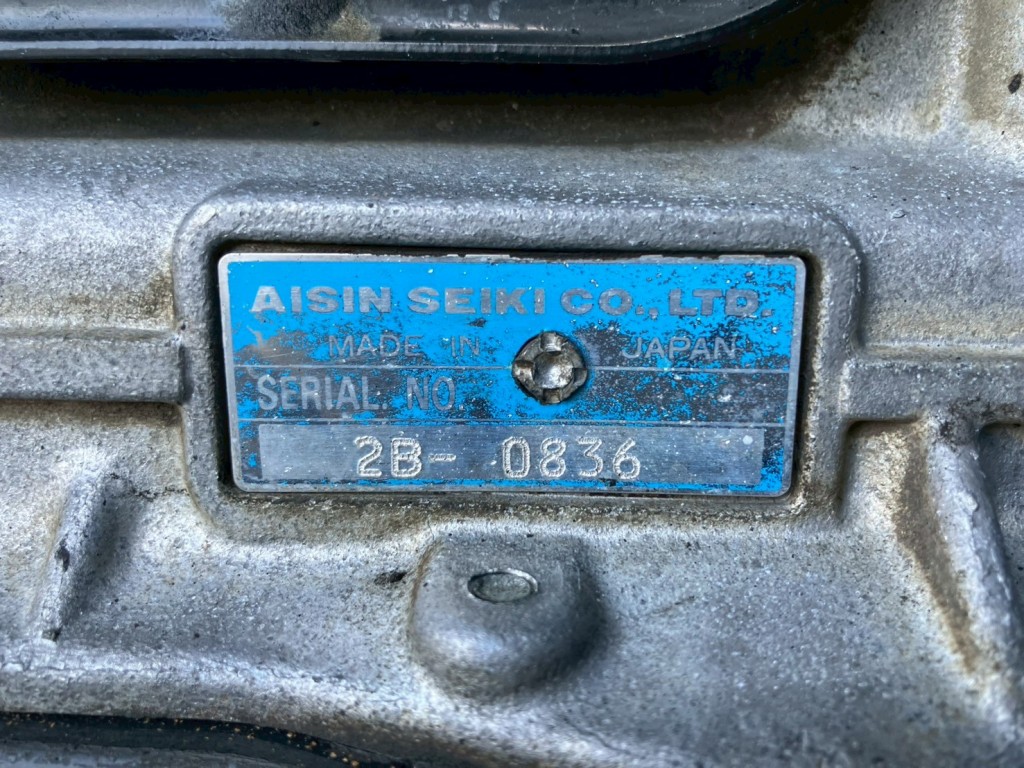 AISIN SEIKI CO., LTD.
MADE IN JAPAN
SERIAL. NO.
2B- 0836